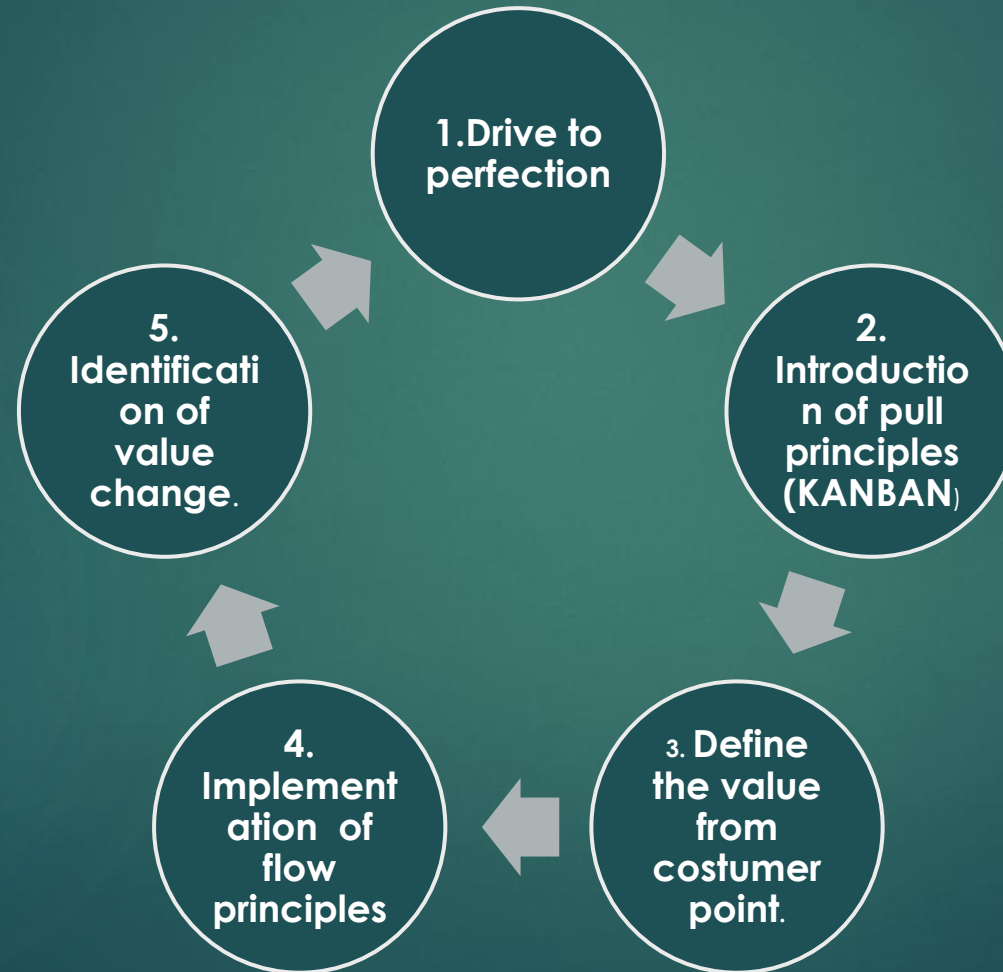 1.Drive to
perfection
2.
Introductio
n of pull
principles
(KANBAN)
3. Define
the value
from
costumer
point.
4.
Implement
ation of
flow
principles
5.
Identificati
on of
value
change.